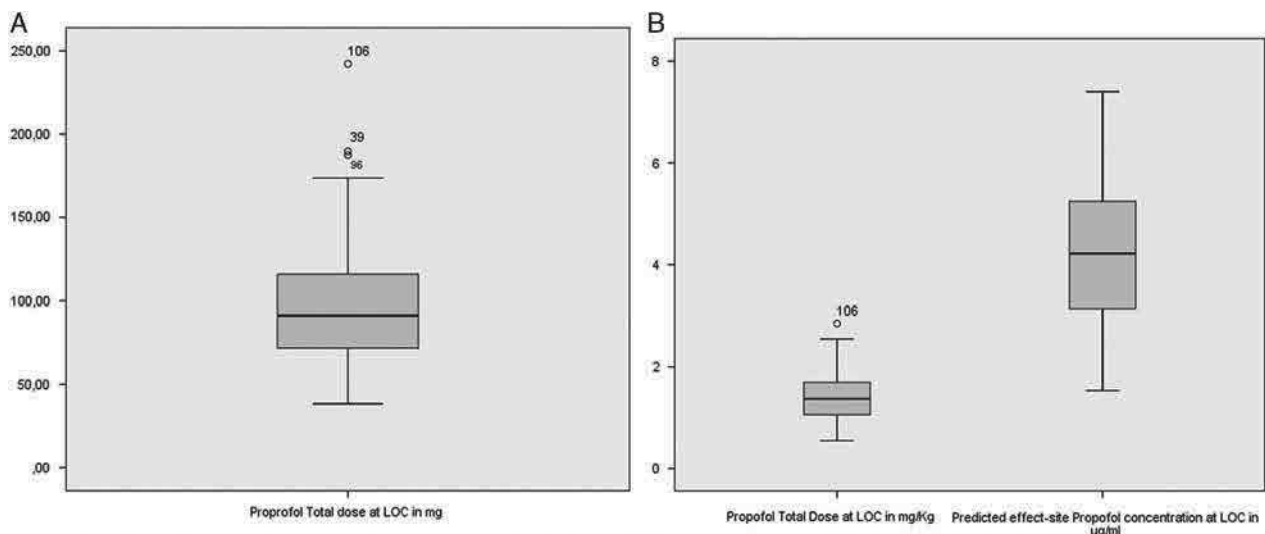 A
250,00
200,00
150,00
100,00
50,00
,00
106
39
96
Proprofol Total dose at LOC in mg
B
8
6
4
2
0
106
Propofol Total Dose at LOC in mg/Kg
Predicted effect-site Propofol concentration at LOC in
µg/ml